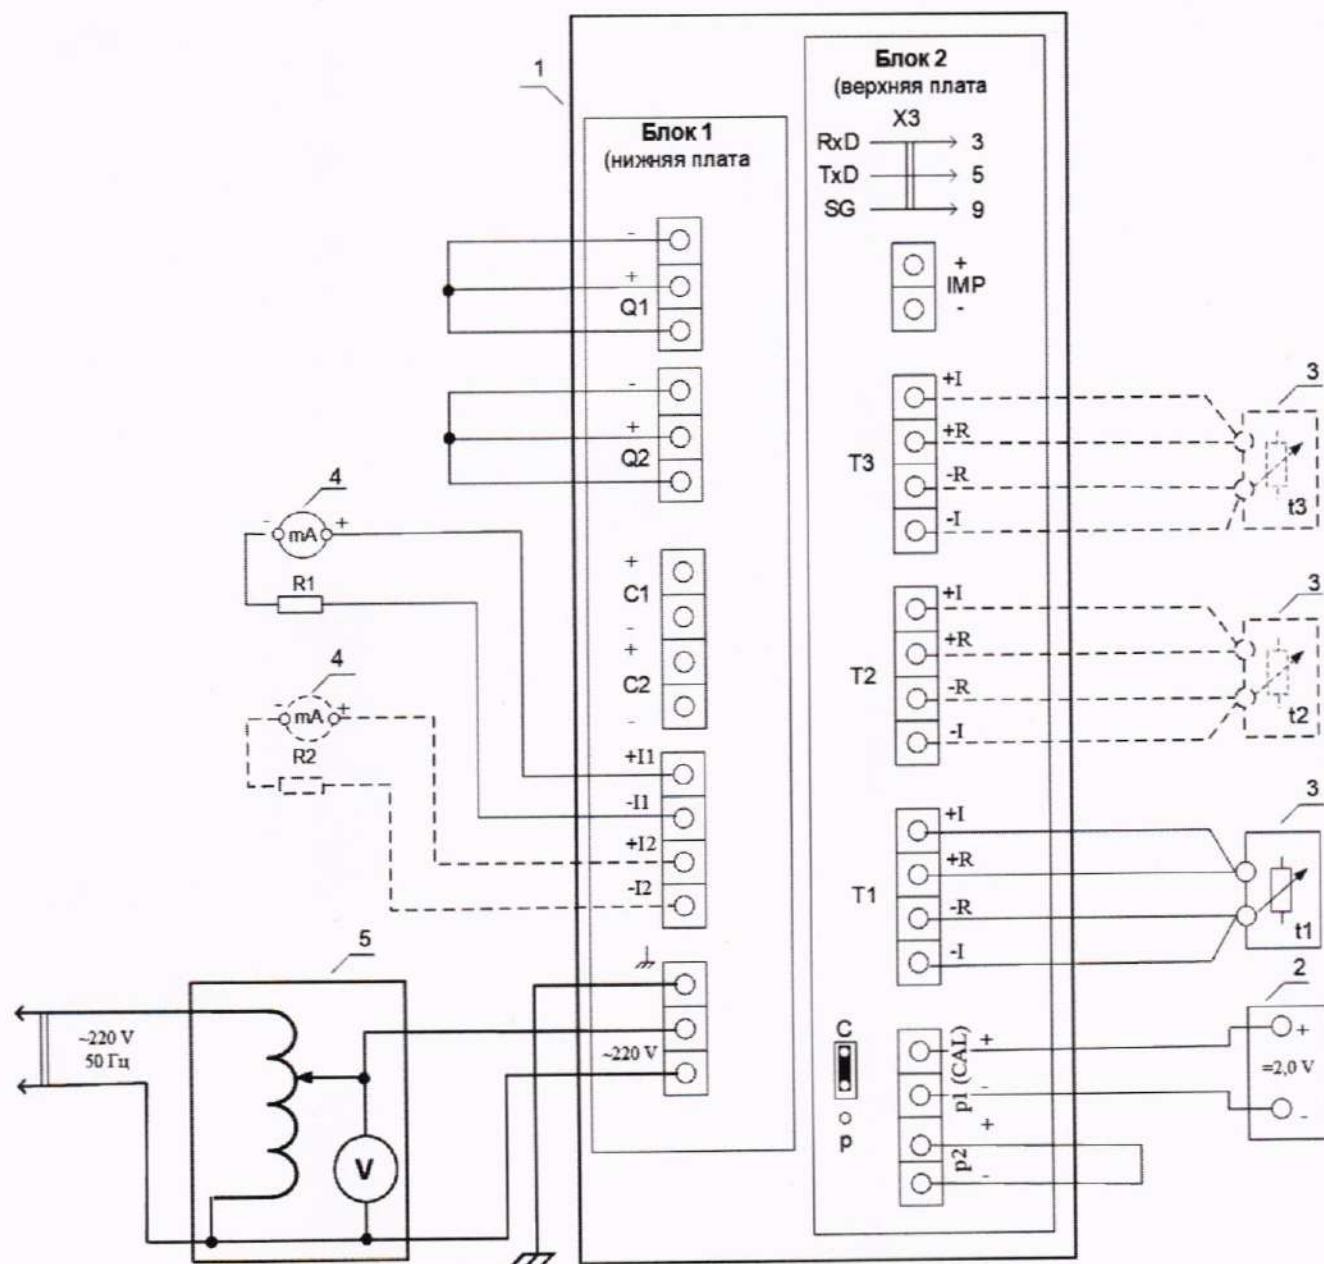 1
Блок 1
(нижняя плата
Блок 2
(верхняя плата
X3
RxD 3
TxD 5
SG 9
+
IMP
-
-
+
Q1
-
+
Q2
+
C1
-
+
C2
-
+I1
-I1
+I2
-I2
~220 V
4
- mA +
R1
4
- mA +
R2
5
~220 V
50 Гц
V
T3
+I
+R
-R
-I
3
t3
T2
+I
+R
-R
-I
3
t2
T1
+I
+R
-R
-I
3
t1
C
p
p1 (CAL)
+
-
p2
+
-
2
+
=2,0 V
-